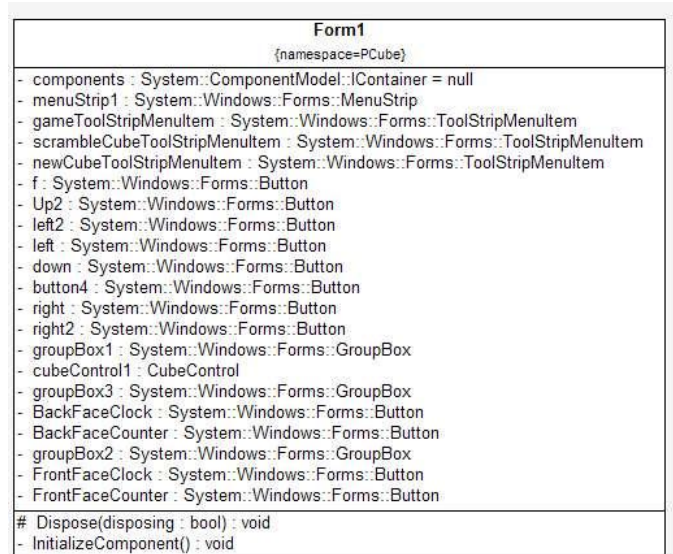 Form1
{namespace=PCube}
- components : System::ComponentModel::IContainer = null
- menuStrip1 : System::Windows::Forms::MenuStrip
- gameToolStripMenuItem : System::Windows::Forms::ToolStripMenuItem
- scrambleCubeToolStripMenuItem : System::Windows::Forms::ToolStripMenuItem
- newCubeToolStripMenuItem : System::Windows::Forms::ToolStripMenuItem
- f : System::Windows::Forms::Button
- Up2 : System::Windows::Forms::Button
- left2 : System::Windows::Forms::Button
- left : System::Windows::Forms::Button
- down : System::Windows::Forms::Button
- button4 : System::Windows::Forms::Button
- right : System::Windows::Forms::Button
- right2 : System::Windows::Forms::Button
- groupBox1 : System::Windows::Forms::GroupBox
- cubeControl1 : CubeControl
- groupBox3 : System::Windows::Forms::GroupBox
- BackFaceClock : System::Windows::Forms::Button
- BackFaceCounter : System::Windows::Forms::Button
- groupBox2 : System::Windows::Forms::GroupBox
- FrontFaceClock : System::Windows::Forms::Button
- FrontFaceCounter : System::Windows::Forms::Button
# Dispose(disposing : bool) : void
- InitializeComponent() : void